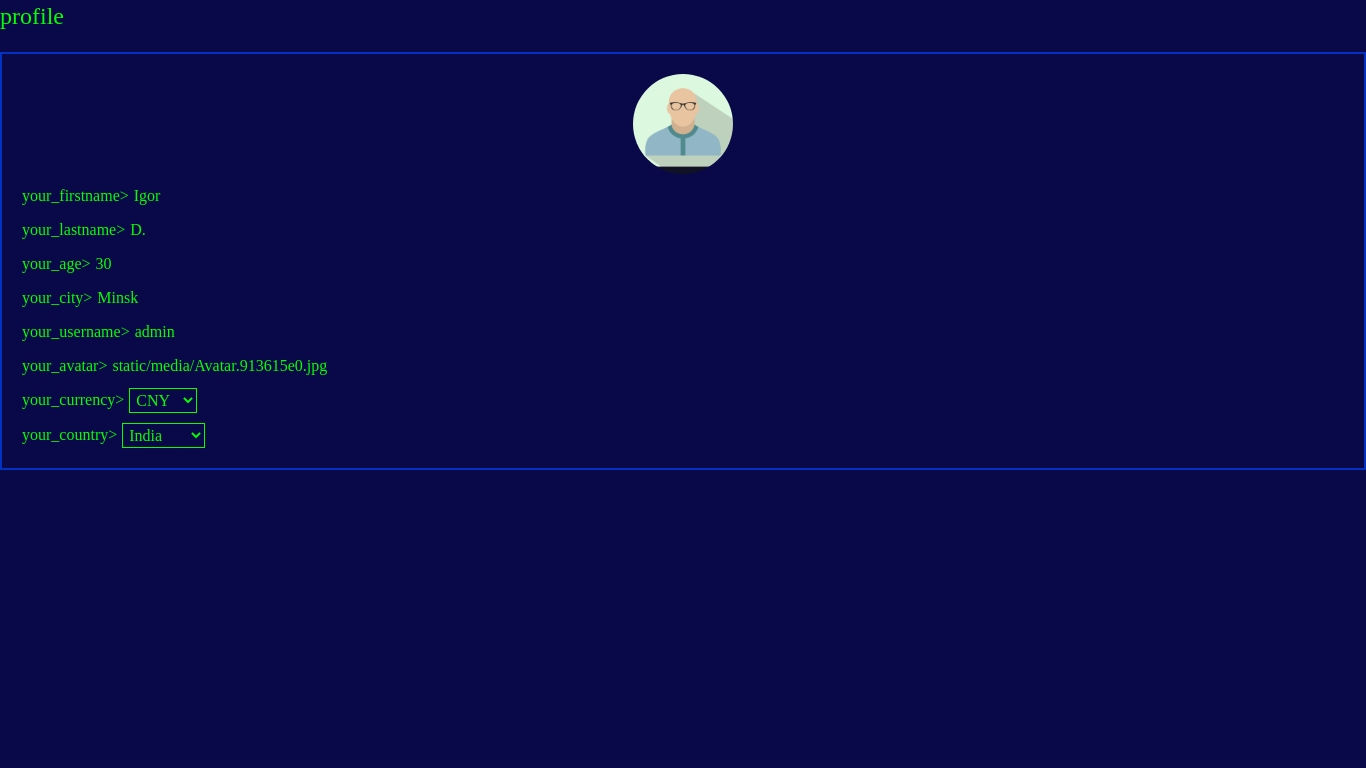 profile
your_firstname> Igor
your_lastname> D.
your_age> 30
your_city> Minsk
your_username> admin
your_avatar> static/media/Avatar.913615e0.jpg
your_currency> CNY
your_country> India